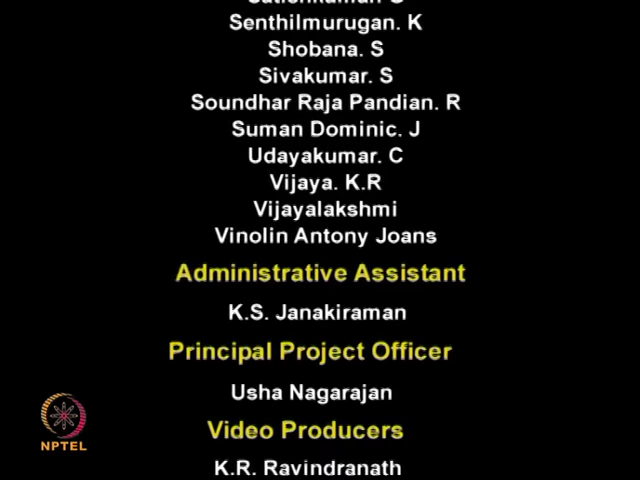 Senthilmurugan. K
Shobana. S
Sivakumar. S
Soundhar Raja Pandian. R
Suman Dominic. J
Udayakumar. C
Vijaya. K.R
Vijayalakshmi
Vinolin Antony Joans
Administrative Assistant
K.S. Janakiraman
Principal Project Officer
Usha Nagarajan
Video Producers
K.R. Ravindranath
NPTEL